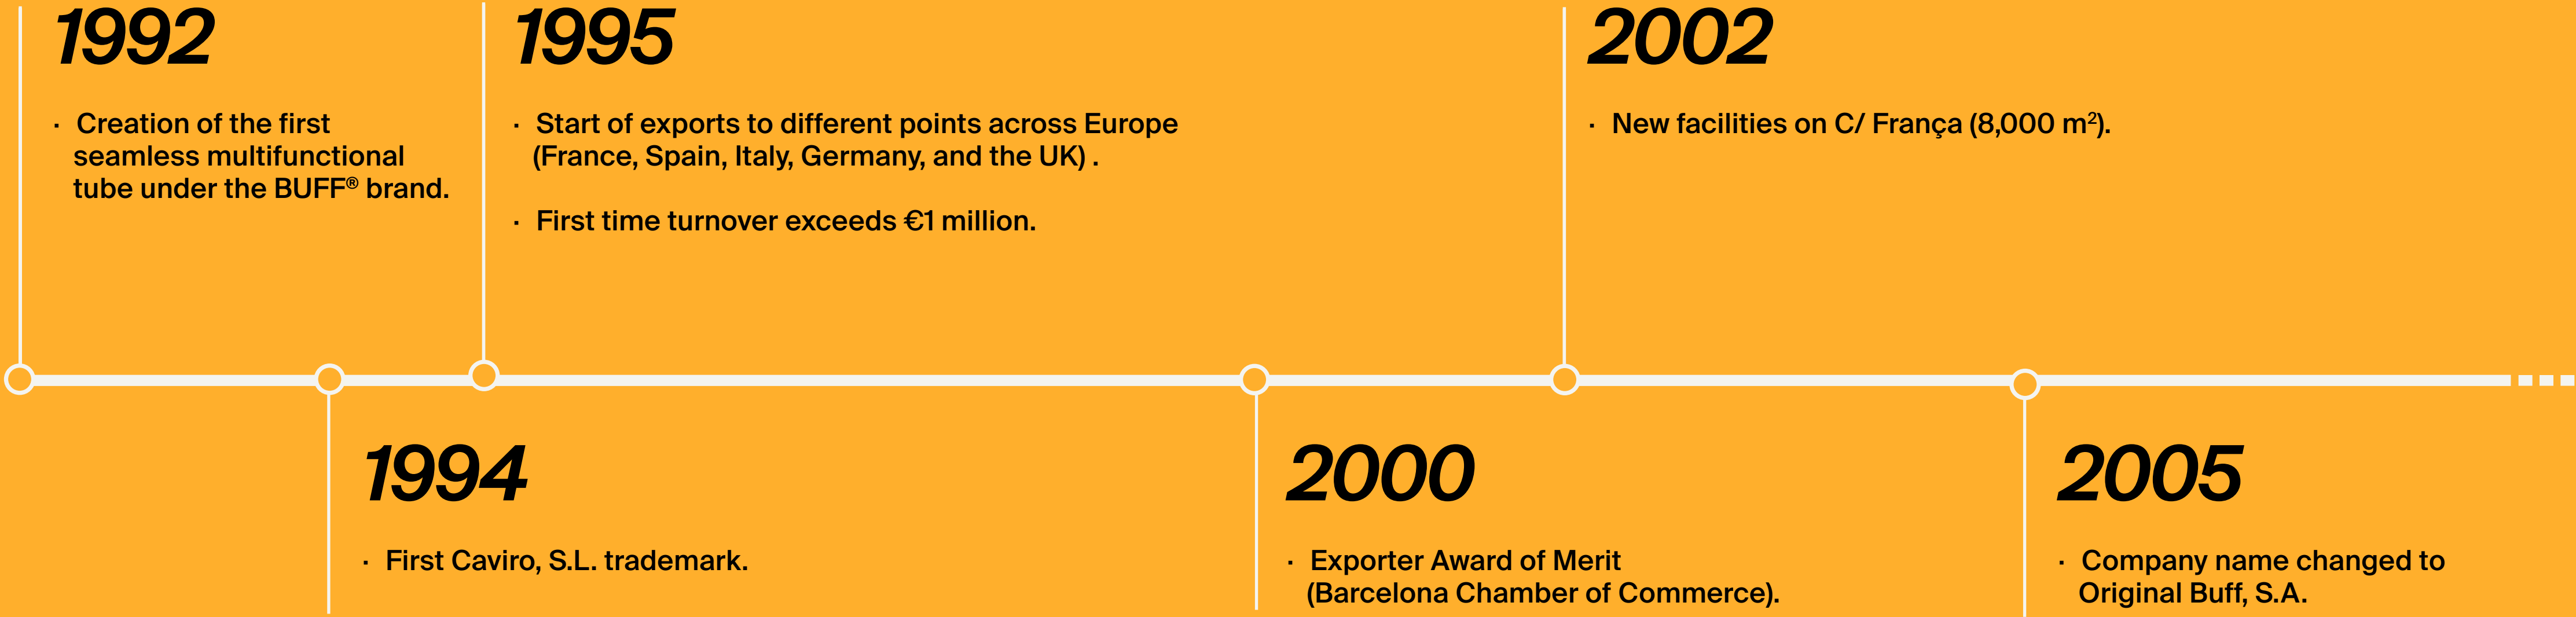 1992
· Creation of the first
seamless multifunctional
tube under the BUFF® brand.
1995
· Start of exports to different points across Europe
(France, Spain, Italy, Germany, and the UK) .
· First time turnover exceeds €1 million.
2002
· New facilities on C/ França (8,000 m²).
1994
· First Caviro, S.L. trademark.
2000
· Exporter Award of Merit
(Barcelona Chamber of Commerce).
2005
· Company name changed to
Original Buff, S.A.